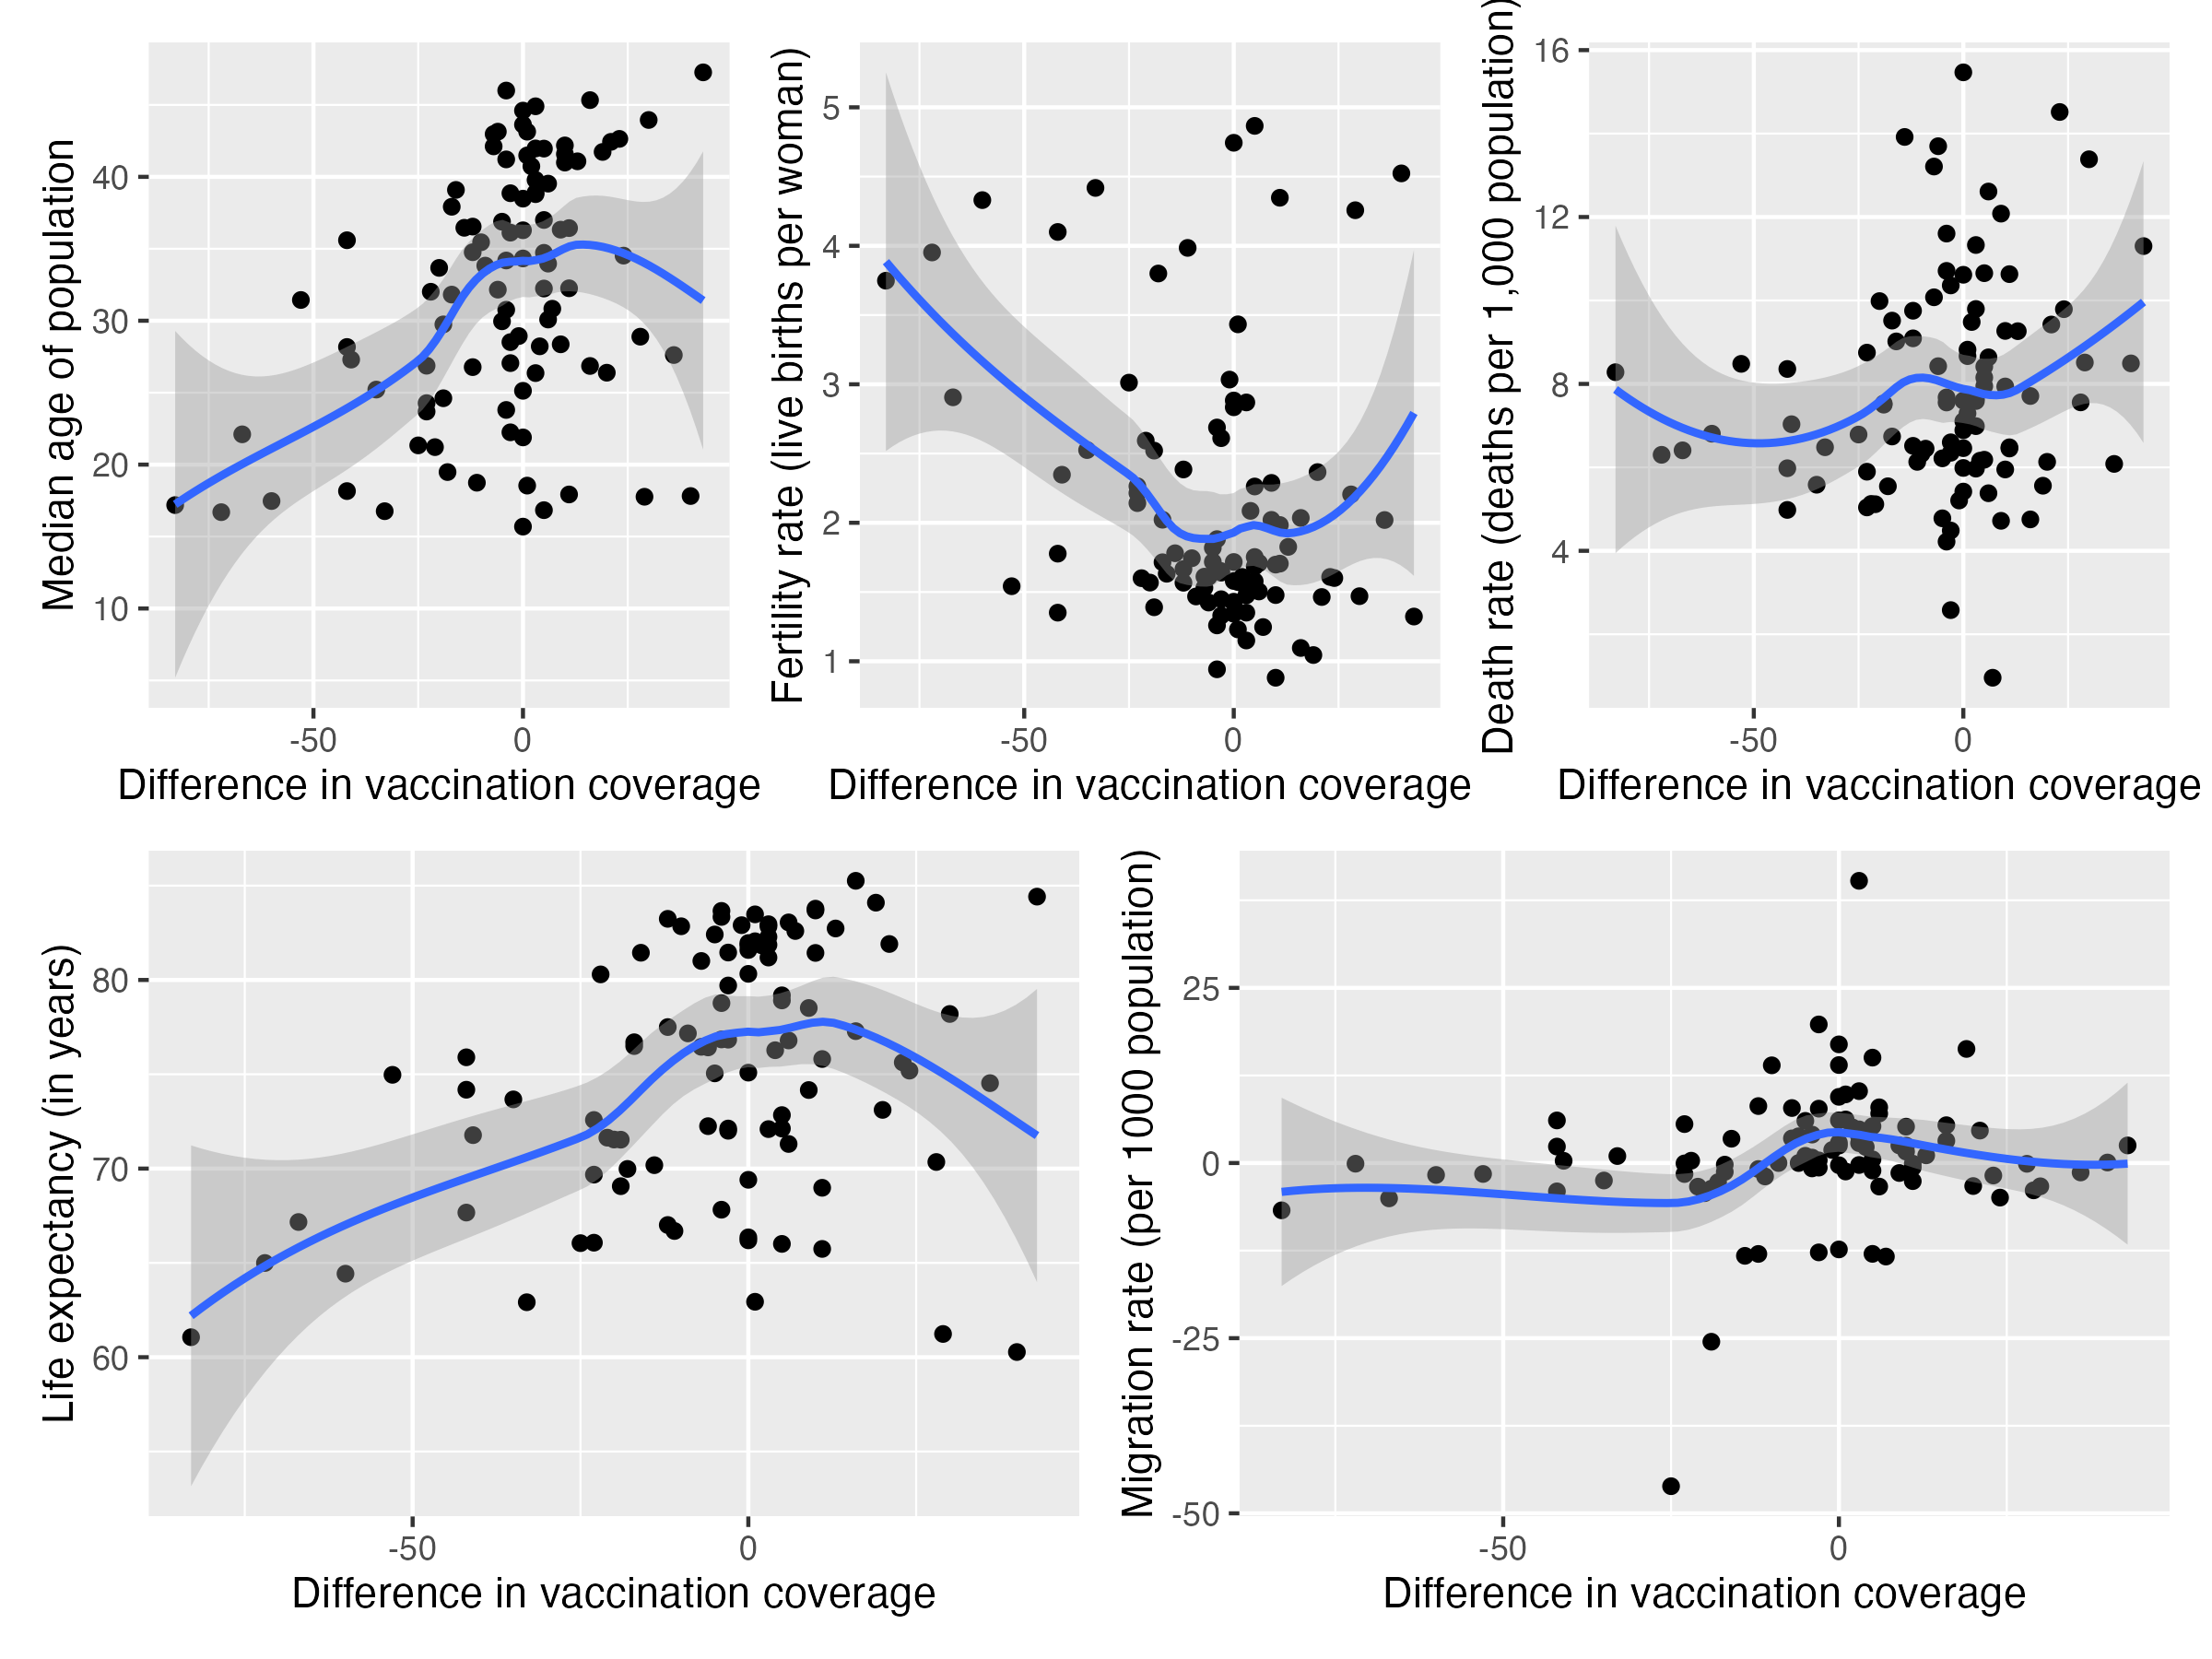 Median age of population
40
30
20
10
-50 0
Difference in vaccination coverage
Fertility rate (live births per woman)
5
4
3
2
1
-50 0
Difference in vaccination coverage
Death rate (deaths per 1,000 population)
16
12
8
4
-50 0
Difference in vaccination coverage
Life expectancy (in years)
80
70
60
-50 0
Difference in vaccination coverage
Migration rate (per 1000 population)
25
0
-25
-50
-50 0
Difference in vaccination coverage